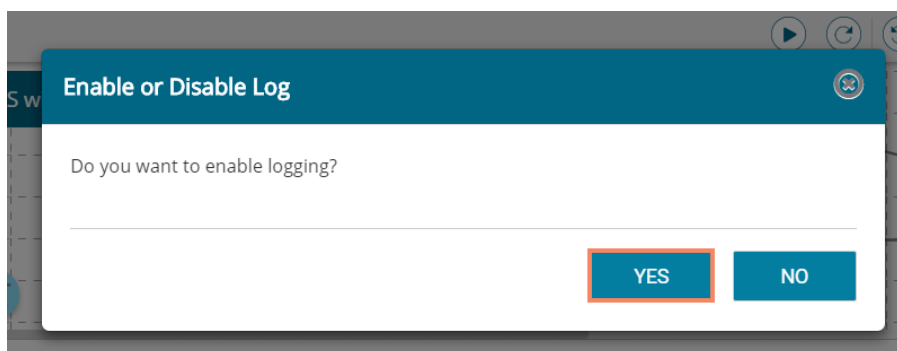 Enable or Disable Log
S w
Do you want to enable logging?
YES NO